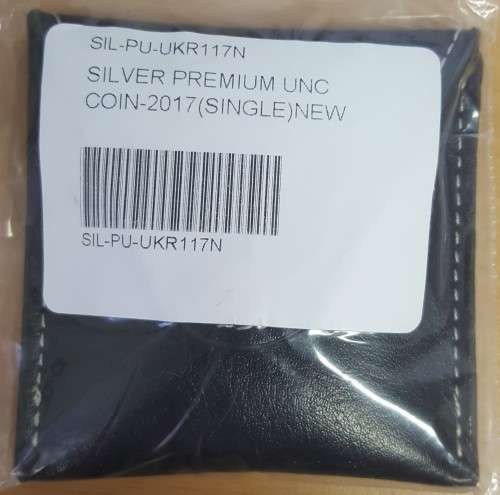 SIL-PU-UKR117N
SILVER PREMIUM UNC
COIN-2017(SINGLE)NEW
SIL-PU-UKR117N